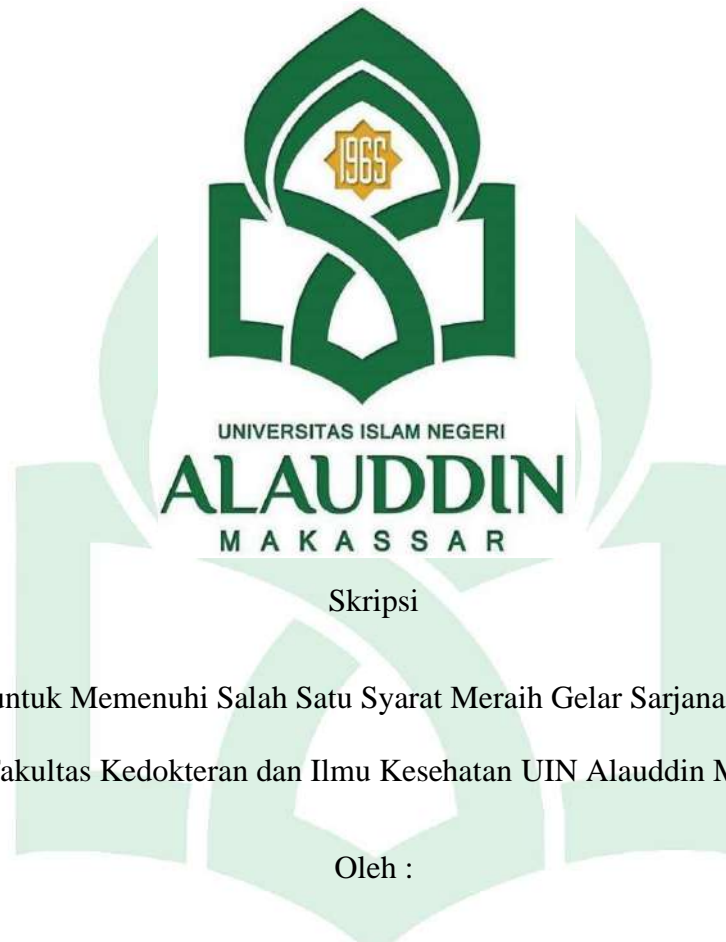 1965
UNIVERSITAS ISLAM NEGERI
ALAUDDIN
MAKASSAR
Skripsi
untuk Memenuhi Salah Satu Syarat Meraih Gelar Sarjana
akultas Kedokteran dan Ilmu Kesehatan UIN Alauddin M
Oleh :